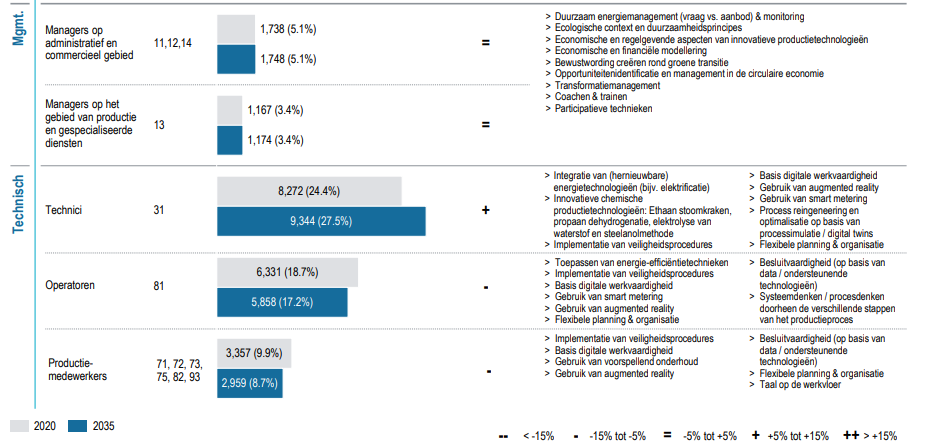 Mgmt.
Managers op
administratief en
commercieel gebied
11,12,14
1,738 (5.1%)
1,748 (5.1%)
=
> Duurzaam energiemanagement (vraag vs. aanbod) & monitoring
> Ecologische context en duurzaamheidsprincipes
> Economische en regelgevende aspecten van innovatieve productietechnologieën
> Economische en financiële modellering
> Bewustwording creëren rond groene transitie
> Opportuniteitenidentificatie en management in de circulaire economie
> Transformatiemanagement
> Coachen & trainen
> Participatieve technieken
Managers op het
gebied van productie
en gespecialiseerde
diensten
13
1,167 (3.4%)
1,174 (3.4%)
=
Technisch
Technici
31
8,272 (24.4%)
9,344 (27.5%)
+
> Integratie van (hernieuwbare)
energietechnologieën (bijv. elektrificatie)
> Innovatieve chemische
productietechnologieën: Ethaan stoomkraken,
propaan dehydrogenatie, elektrolyse van
waterstof en steelanolmethode
> Implementatie van veiligheidsprocedures
> Basis digitale werkvaardigheid
> Gebruik van augmented reality
> Gebruik van smart metering
> Process reingeneering en
optimalisatie op basis van
processimulatie / digital twins
> Flexibele planning & organisatie
Operatoren
81
6,331 (18.7%)
5,858 (17.2%)
-
> Toepassen van energie-efficiëntietechnieken
> Implementatie van veiligheidsprocedures
> Basis digitale werkvaardigheid
> Gebruik van smart metering
> Gebruik van augmented reality
> Flexibele planning & organisatie
> Besluitvaardigheid (op basis van
data / ondersteunende
technologieën)
> Systeemdenken / procesdenken
doorheen de verschillende stappen
van het productieproces
Productie-
medewerkers
71, 72, 73,
75, 82, 93
3,357 (9.9%)
2,959 (8.7%)
-
> Implementatie van veiligheidsprocedures
> Basis digitale werkvaardigheid
> Gebruik van voorspellend onderhoud
> Gebruik van augmented reality
> Besluitvaardigheid (op basis van
data / ondersteunende
technologieën)
> Flexibele planning & organisatie
> Taal op de werkvloer
2020 2035
-- < -15% - -15% tot -5% = -5% tot +5% + +5% tot +15% ++ > +15%